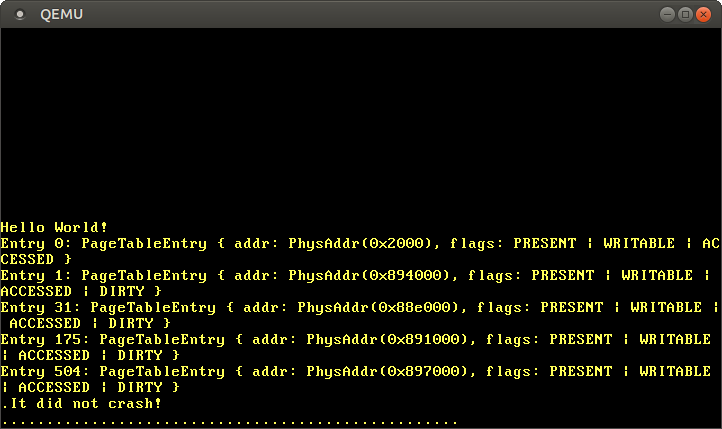 QEMU
Hello World!
Entry 0: PageTableEntry { addr: PhysAddr(0x2000), flags: PRESENT | WRITABLE | AC
CESSED }
Entry 1: PageTableEntry { addr: PhysAddr(0x894000), flags: PRESENT | WRITABLE |
ACCESSED | DIRTY }
Entry 31: PageTableEntry { addr: PhysAddr(0x88e000), flags: PRESENT | WRITABLE |
 ACCESSED | DIRTY }
Entry 175: PageTableEntry { addr: PhysAddr(0x891000), flags: PRESENT | WRITABLE
| ACCESSED | DIRTY }
Entry 504: PageTableEntry { addr: PhysAddr(0x897000), flags: PRESENT | WRITABLE
| ACCESSED | DIRTY }
.It did not crash!
...................................................